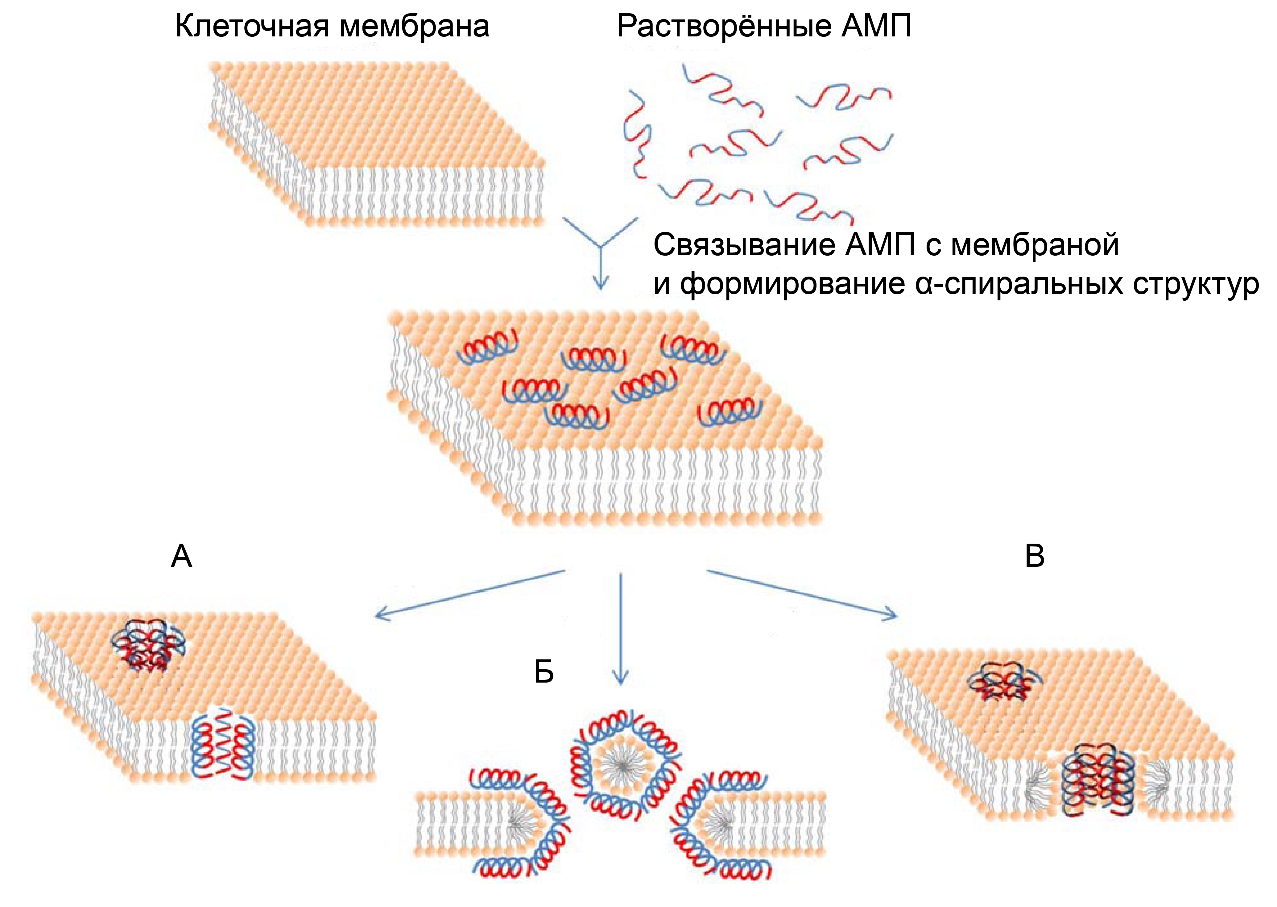 Клеточная мембрана
Растворённые АМП
Связывание АМП с мембраной
и формирование α-спиральных структур
А
В
Б